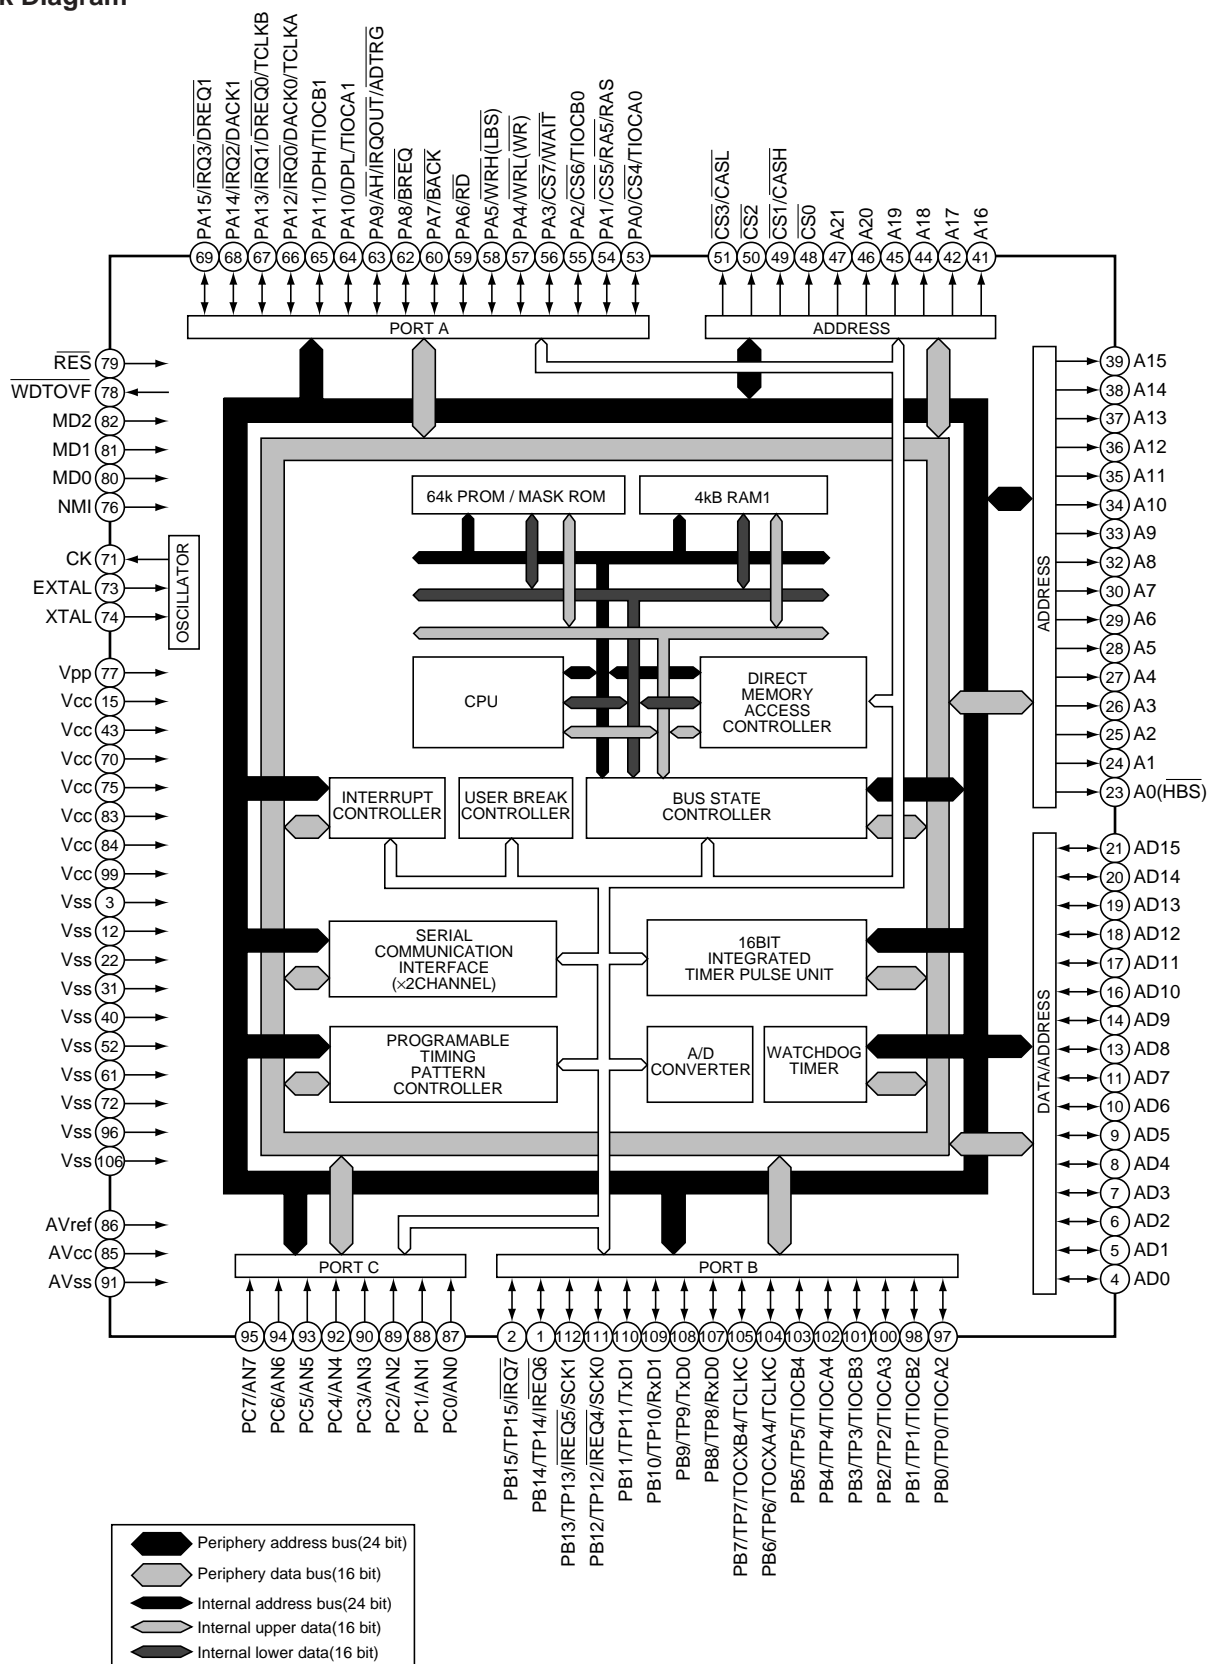 k Diagram
PA15/IRQ3/DREQ1
PA14/IRQ2/DACK1
PA13/IRQ1/DREQ0/TCLKB
PA12/IRQ0/DACK0/TCLKA
PA11/DPH/TIOCB1
PA10/DPL/TIOCA1
PA9/AH/IRQOUT/ADTRG
PA8/BREQ
PA7/BACK
PA6/RD
PA5/WRH(LBS)
PA4/WRL(WR)
PA3/CS7/WAIT
PA2/CS6/TIOCB0
PA1/CS5/RA5/RAS
PA0/CS4/TIOCA0
CS3/CASL
CS2
CS1/CASH
CS0
A21
A20
A19
A18
A17
A16
69 68 67 66 65 64 63 62 60 59 58 57 56 55 54 53 51 50 49 48 47 46 45 44 42 41
PORT A
ADDRESS
RES 79
WDTOVF 78
MD2 82
MD1 81
MD0 80
NMI 76
CK 71
EXTAL 73
XTAL 74
OSCILLATOR
Vpp 77
Vcc 15
Vcc 43
Vcc 70
Vcc 75
Vcc 83
Vcc 84
Vcc 99
Vss 3
Vss 12
Vss 22
Vss 31
Vss 40
Vss 52
Vss 61
Vss 72
Vss 96
Vss 106
AVref 86
AVcc 85
AVss 91
64k PROM / MASK ROM
4kB RAM1
CPU
DIRECT
MEMORY
ACCESS
CONTROLLER
INTERRUPT
CONTROLLER
USER BREAK
CONTROLLER
BUS STATE
CONTROLLER
SERIAL
COMMUNICATION
INTERFACE
(×2CHANNEL)
16BIT
INTEGRATED
TIMER PULSE UNIT
PROGRAMABLE
TIMING
PATTERN
CONTROLLER
A/D
CONVERTER
WATCHDOG
TIMER
ADDRESS
39 A15
38 A14
37 A13
36 A12
35 A11
34 A10
33 A9
32 A8
30 A7
29 A6
28 A5
27 A4
26 A3
25 A2
24 A1
23 A0(HBS)
DATA/ADDRESS
21 AD15
20 AD14
19 AD13
18 AD12
17 AD11
16 AD10
14 AD9
13 AD8
11 AD7
10 AD6
9 AD5
8 AD4
7 AD3
6 AD2
5 AD1
4 AD0
PORT C
PORT B
95 94 93 92 90 89 88 87 2 1 112 111 110 109 108 107 105 104 103 102 101 100 98 97
PC7/AN7
PC6/AN6
PC5/AN5
PC4/AN4
PC3/AN3
PC2/AN2
PC1/AN1
PC0/AN0
PB15/TP15/IRQ7
PB14/TP14/IREQ6
PB13/TP13/IREQ5/SCK1
PB12/TP12/IREQ4/SCK0
PB11/TP11/TxD1
PB10/TP10/RxD1
PB9/TP9/TxD0
PB8/TP8/RxD0
PB7/TP7/TOCXB4/TCLKC
PB6/TP6/TOCXA4/TCLKC
PB5/TP5/TIOCB4
PB4/TP4/TIOCA4
PB3/TP3/TIOCB3
PB2/TP2/TIOCA3
PB1/TP1/TIOCB2
PB0/TP0/TIOCA2
Periphery address bus(24 bit)
Periphery data bus(16 bit)
Internal address bus(24 bit)
Internal upper data(16 bit)
Internal lower data(16 bit)